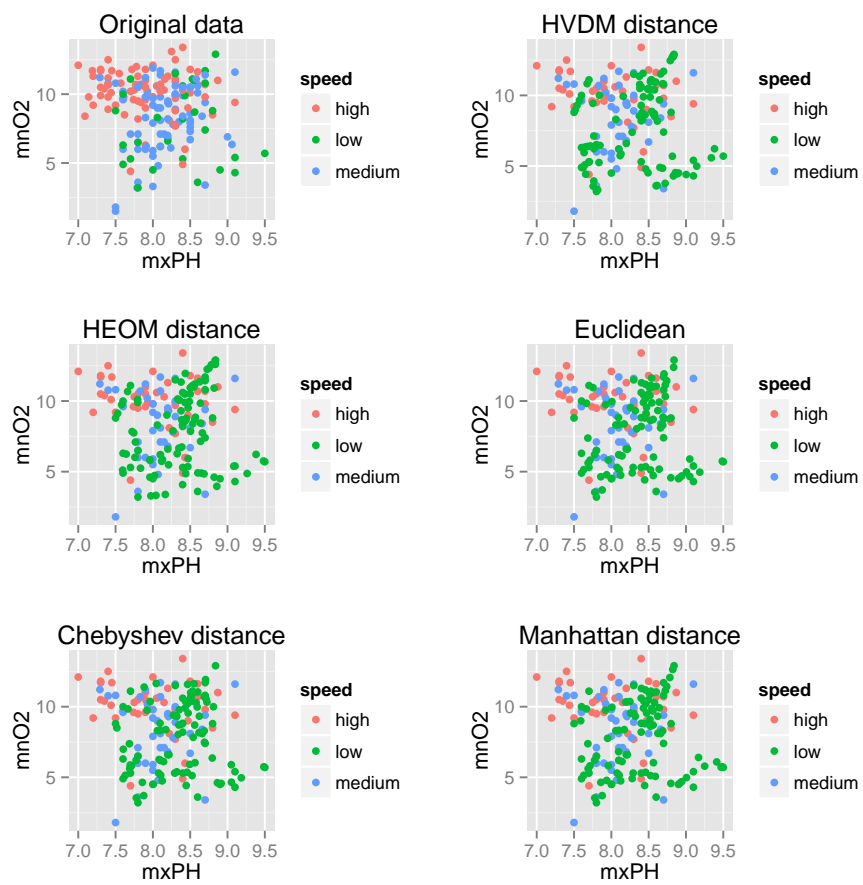 Original data
mnO2
10
5
7.0 7.5 8.0 8.5 9.0 9.5
mxPH
speed
high
low
medium
HVDM distance
mnO2
10
5
7.0 7.5 8.0 8.5 9.0 9.5
mxPH
speed
high
low
medium
HEOM distance
mnO2
10
5
7.0 7.5 8.0 8.5 9.0 9.5
mxPH
speed
high
low
medium
Euclidean
mnO2
10
5
7.0 7.5 8.0 8.5 9.0 9.5
mxPH
speed
high
low
medium
Chebyshev distance
mnO2
10
5
7.0 7.5 8.0 8.5 9.0 9.5
mxPH
speed
high
low
medium
Manhattan distance
mnO2
10
5
7.0 7.5 8.0 8.5 9.0 9.5
mxPH
speed
high
low
medium